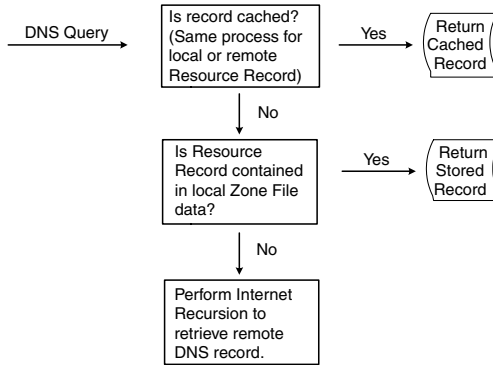 DNS Query
Is record cached?
(Same process for
local or remote
Resource Record)
Yes
Return
Cached
Record
No
Is Resource
Record contained
in local Zone File
data?
Yes
Return
Stored
Record
No
Perform Internet
Recursion to
retrieve remote
DNS record.